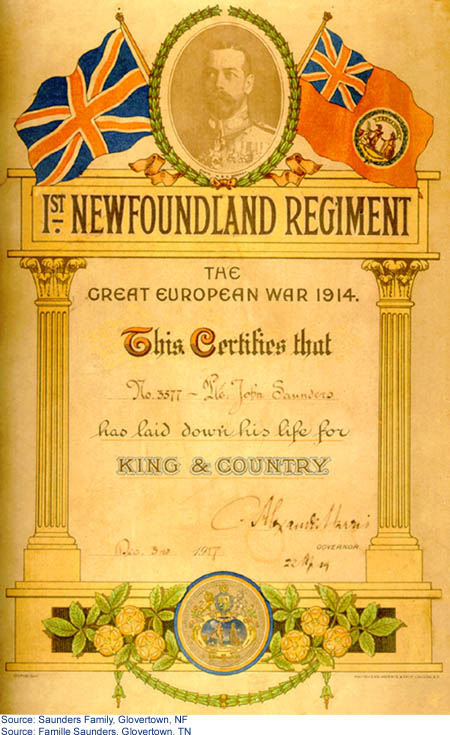 1ST NEWFOUNDLAND REGIMENT
THE
GREAT EUROPEAN WAR 1914.
This Certifies that
No. 3577 - Pte. John Saunders
has laid down his life for
KING & COUNTRY
C. Alexander Harris
GOVERNOR
Dec. 3rd 1917
Source: Saunders Family, Glovertown, NF
Source: Famille Saunders, Glovertown, TN